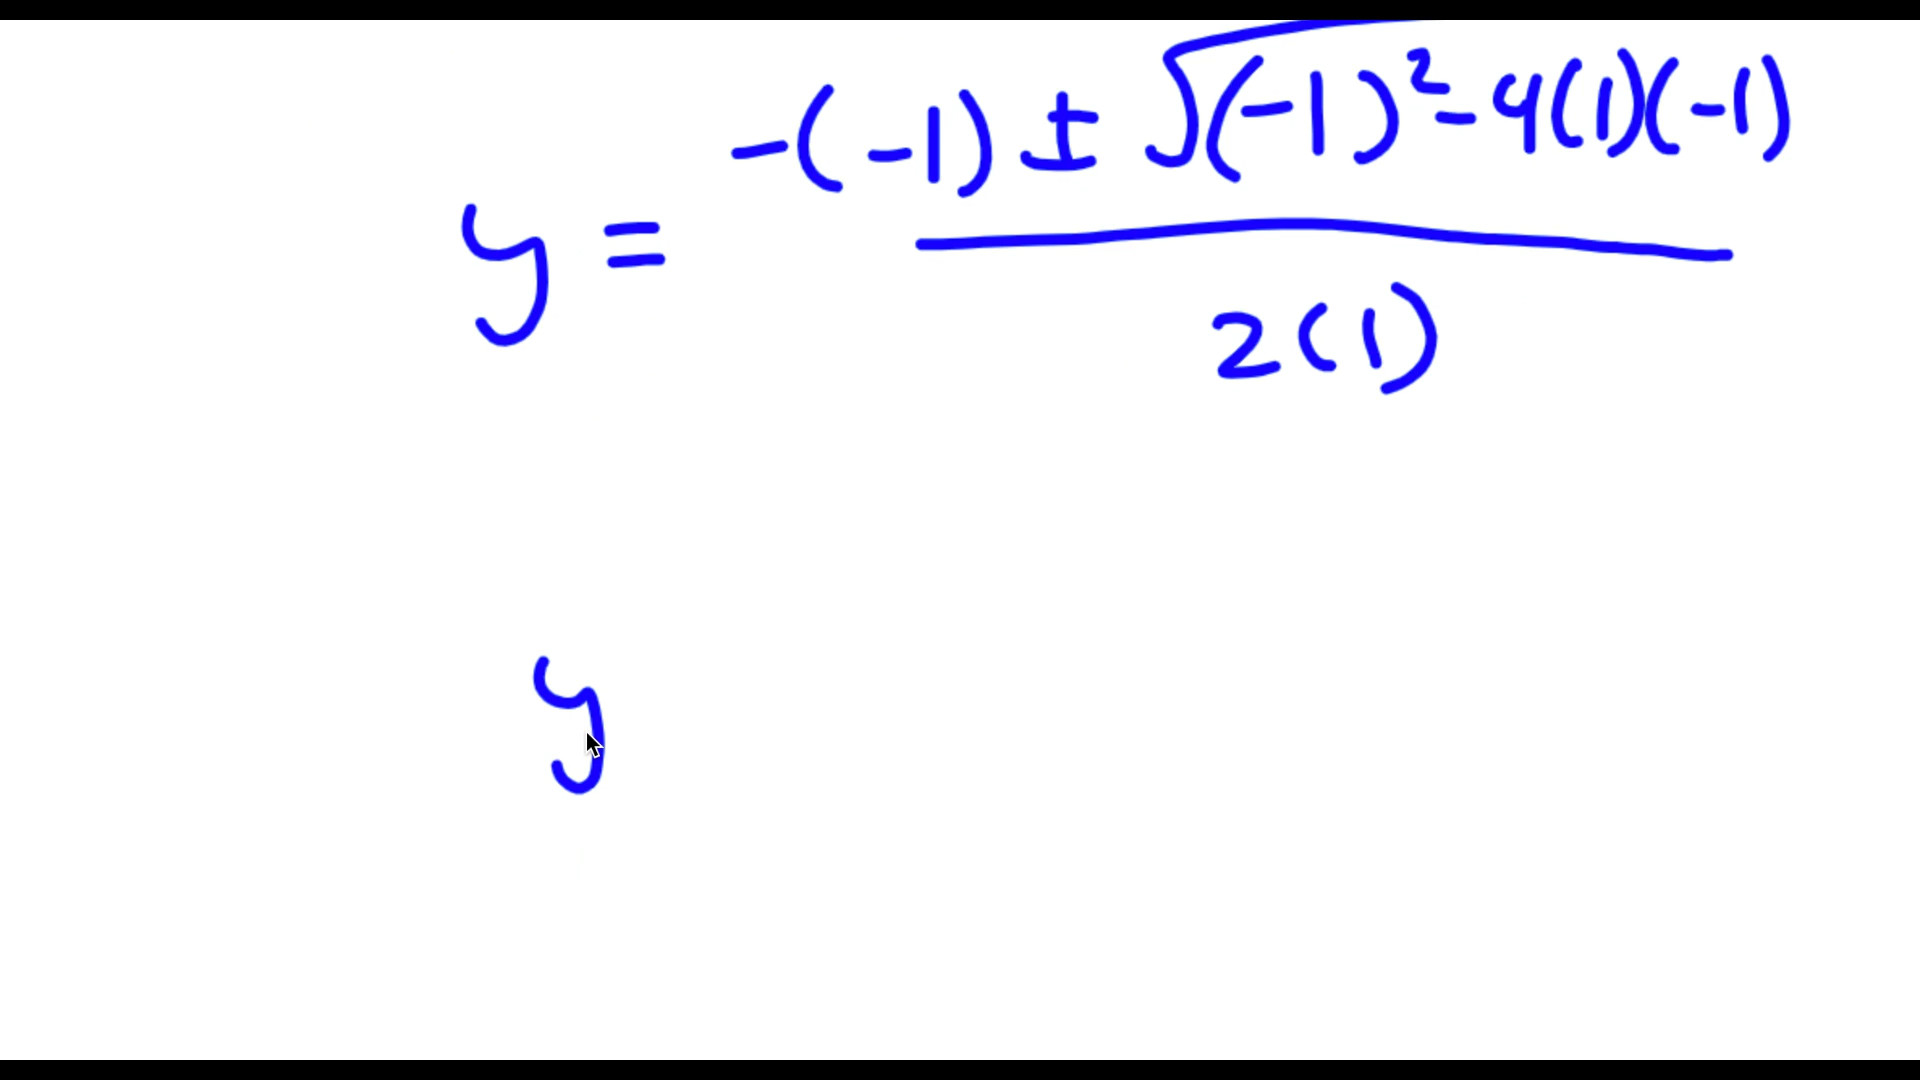 y = -(-1) ± √(-1)² - 4(1)(-1)
2(1)
y